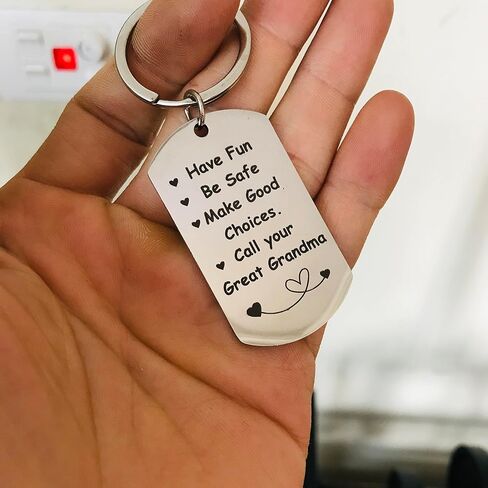 Have Fun
Be Safe
Make Good
Choices.
Call your
Great Grandma